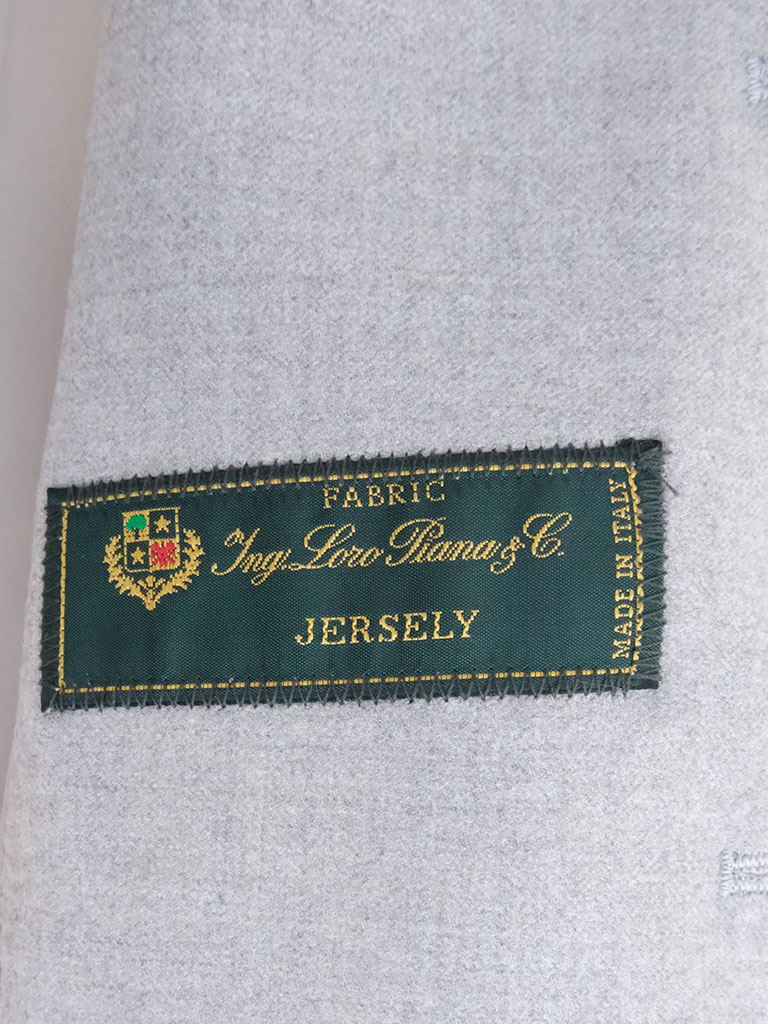 FABRIC
Ing. Loro Piana & C.
JERSELY
MADE IN ITALY